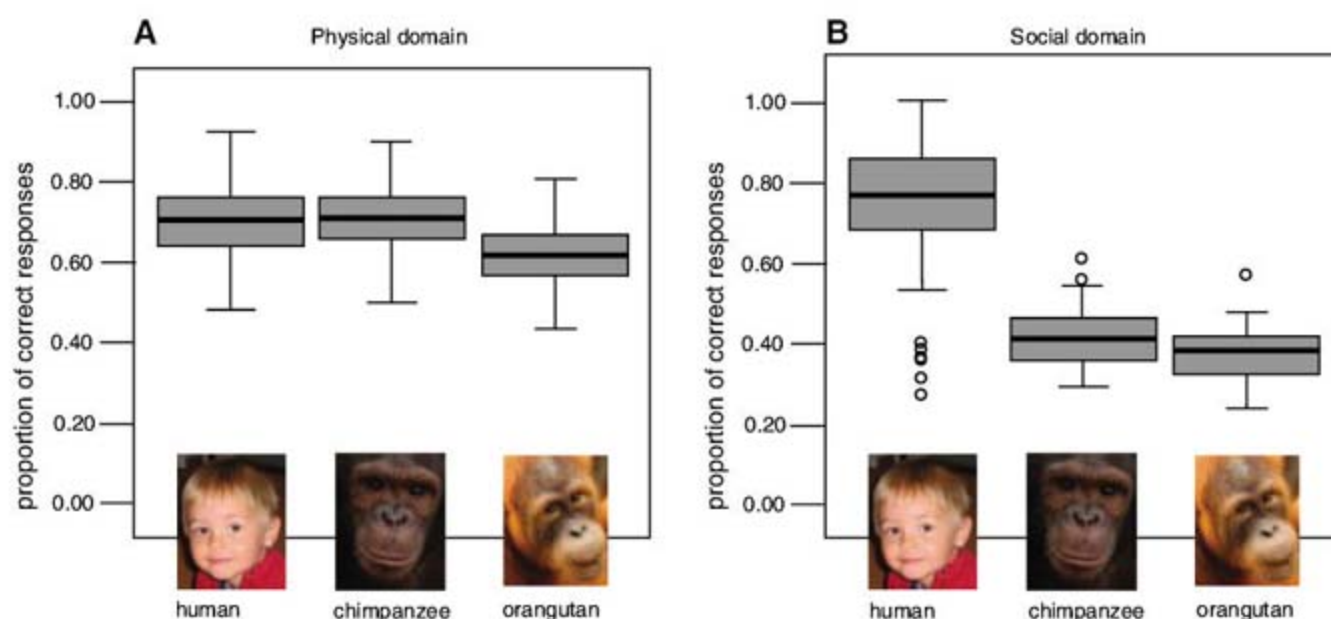 A
Physical domain
proportion of correct responses
1.00
0.80
0.60
0.40
0.20
0.00
human
chimpanzee
orangutan
B
Social domain
proportion of correct responses
1.00
0.80
0.60
0.40
0.20
0.00
human
chimpanzee
orangutan